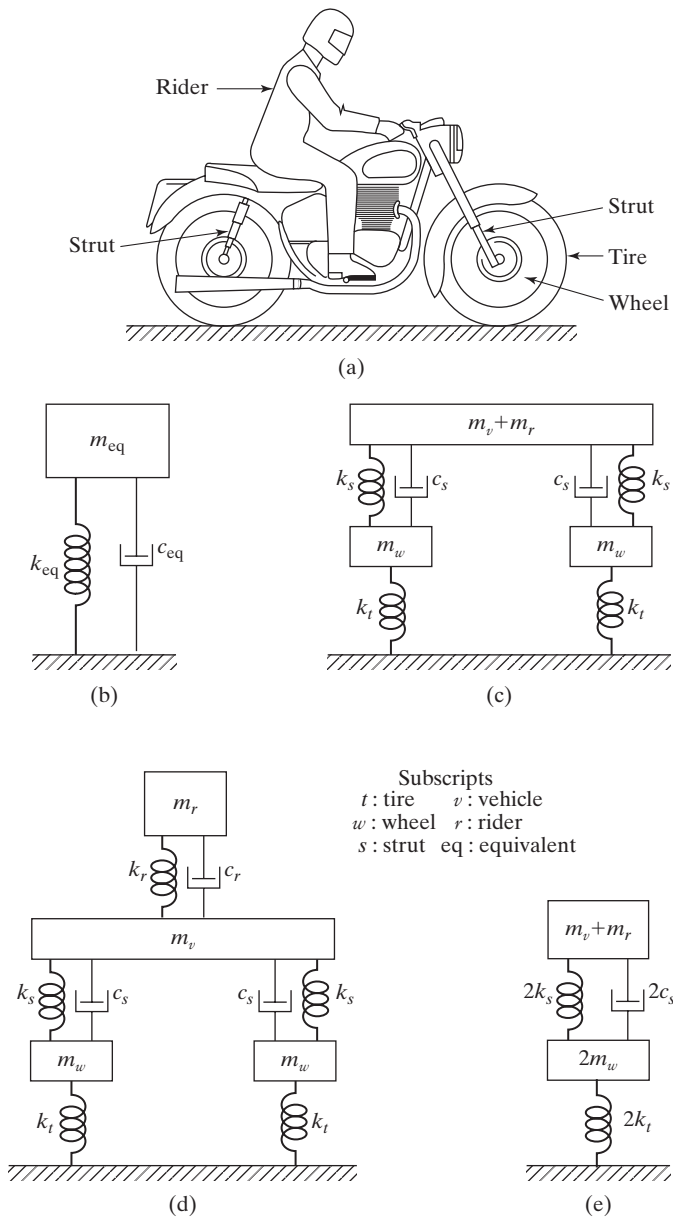 Rider
Strut
Strut
Tire
Wheel
(a)
m_eq
k_eq
c_eq
(b)
m_v+m_r
k_s
c_s
c_s
k_s
m_w
m_w
k_t
k_t
(c)
m_r
k_r
c_r
m_v
k_s
c_s
c_s
k_s
m_w
m_w
k_t
k_t
(d)
Subscripts
t : tire v : vehicle
w : wheel r : rider
s : strut eq : equivalent
m_v+m_r
2k_s
2c_s
2m_w
2k_t
(e)